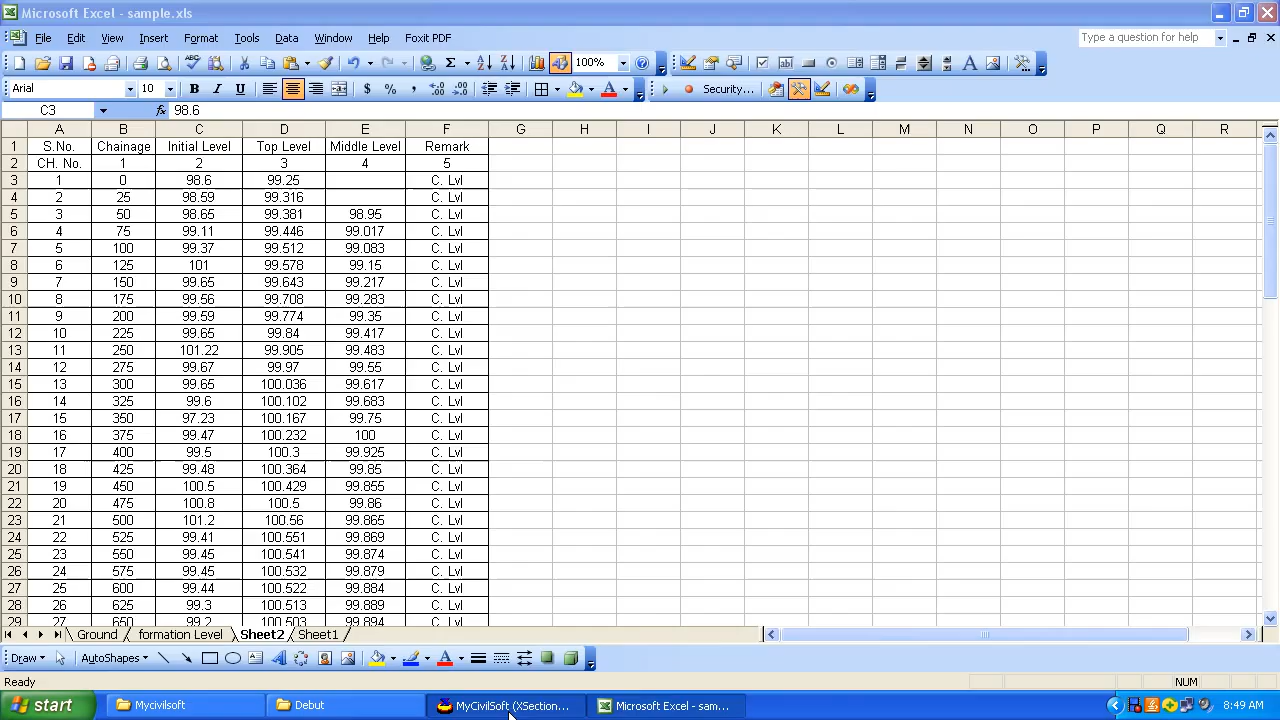 Microsoft Excel - sample.xls
File Edit View Insert Format Tools Data Window Help Foxit PDF Type a question for help
100%
Arial 10 B I U $ % , Security...
C3 fx 98.6
A B C D E F G H I J K L M N O P Q R
1 S.No. Chainage Initial Level Top Level Middle Level Remark
2 CH. No. 1 2 3 4 5
3 1 0 98.6 99.25 C. Lvl
4 2 25 98.59 99.316 C. Lvl
5 3 50 98.65 99.381 98.95 C. Lvl
6 4 75 99.11 99.446 99.017 C. Lvl
7 5 100 99.37 99.512 99.083 C. Lvl
8 6 125 101 99.578 99.15 C. Lvl
9 7 150 99.65 99.643 99.217 C. Lvl
10 8 175 99.56 99.708 99.283 C. Lvl
11 9 200 99.59 99.774 99.35 C. Lvl
12 10 225 99.65 99.84 99.417 C. Lvl
13 11 250 101.22 99.905 99.483 C. Lvl
14 12 275 99.67 99.97 99.55 C. Lvl
15 13 300 99.65 100.036 99.617 C. Lvl
16 14 325 99.6 100.102 99.683 C. Lvl
17 15 350 97.23 100.167 99.75 C. Lvl
18 16 375 99.47 100.232 100 C. Lvl
19 17 400 99.5 100.3 99.925 C. Lvl
20 18 425 99.48 100.364 99.85 C. Lvl
21 19 450 100.5 100.429 99.855 C. Lvl
22 20 475 100.8 100.5 99.86 C. Lvl
23 21 500 101.2 100.56 99.865 C. Lvl
24 22 525 99.41 100.551 99.869 C. Lvl
25 23 550 99.45 100.541 99.874 C. Lvl
26 24 575 99.45 100.532 99.879 C. Lvl
27 25 600 99.44 100.522 99.884 C. Lvl
28 26 625 99.3 100.513 99.889 C. Lvl
29 27 650 99.2 100.503 99.894 C. Lvl
Ground formation Level Sheet2 Sheet1
Draw AutoShapes
Ready NUM
start Mycivilsoft Debut MyCivilSoft (XSection... Microsoft Excel - sam... 8:49 AM